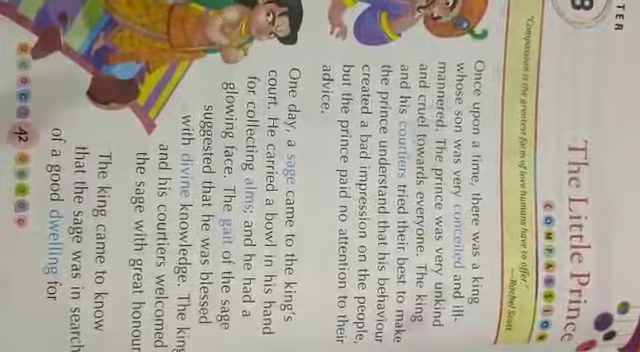 TER
8
The Little Prince
COMPASSION
"Compassion is the greatest form of love humans have to offer."
—Rachel Scott
Once upon a time, there was a king
whose son was very conceited and ill-
mannered. The prince was very unkind
and cruel towards everyone. The king
and his courtiers tried their best to make
the prince understand that his behaviour
created a bad impression on the people,
but the prince paid no attention to their
advice.
One day, a sage came to the king's
court. He carried a bowl in his hand
for collecting alms; and he had a
glowing face. The gait of the sage
suggested that he was blessed
with divine knowledge. The king
and his courtiers welcomed
the sage with great honour
The king came to know
that the sage was in search
of a good dwelling for
42